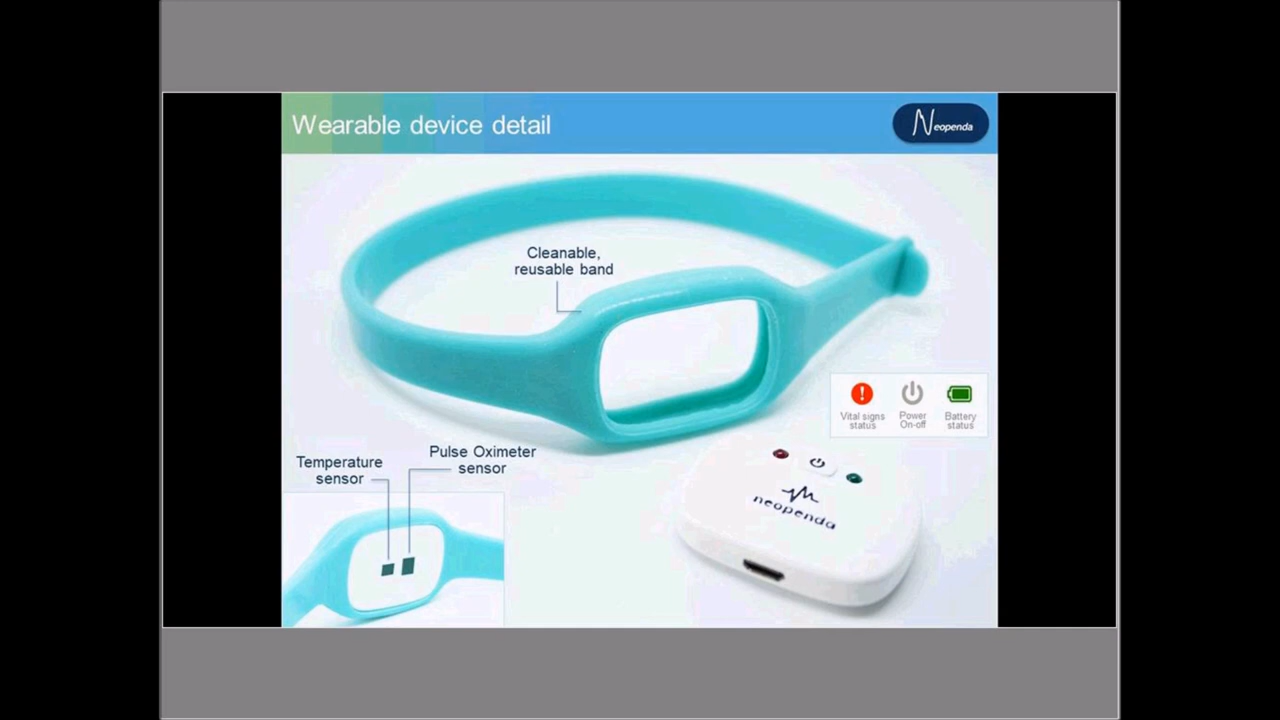 Wearable device detail
Neopenda
Cleanable,
reusable band
Vital signs
status
Power
On-off
Battery
status
Temperature
sensor
Pulse Oximeter
sensor
neopenda